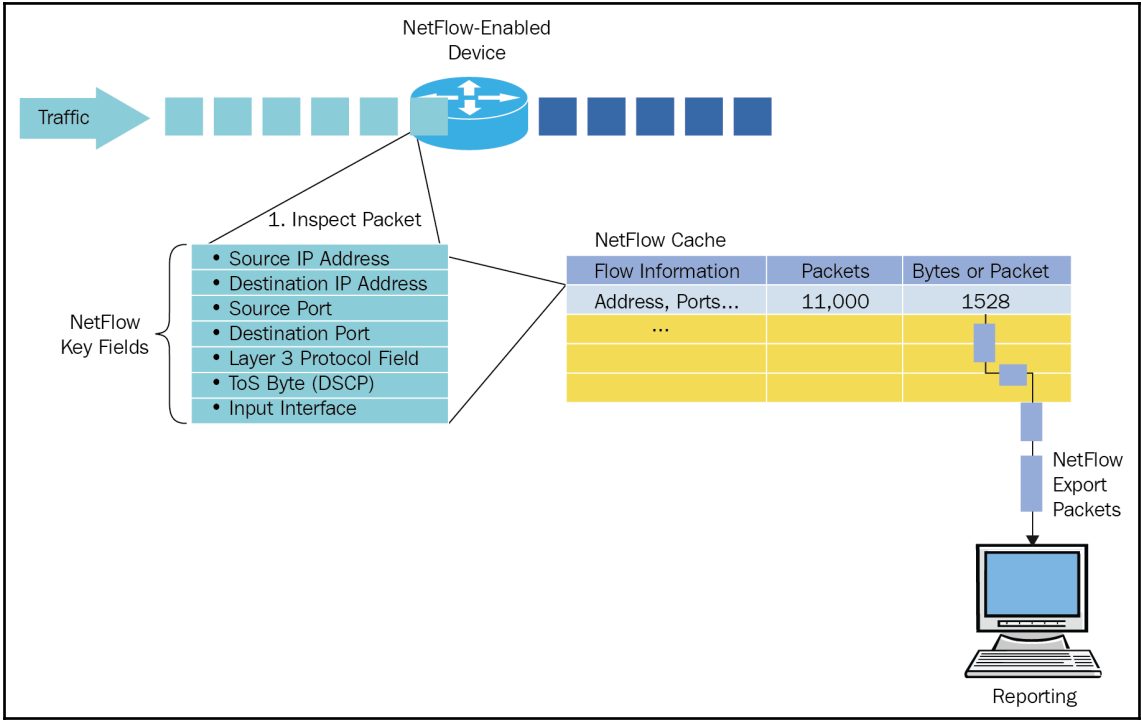 NetFlow-Enabled
Device
Traffic
1. Inspect Packet
NetFlow
Key Fields
• Source IP Address
• Destination IP Address
• Source Port
• Destination Port
• Layer 3 Protocol Field
• ToS Byte (DSCP)
• Input Interface
NetFlow Cache
Flow Information Packets Bytes or Packet
Address, Ports... 11,000 1528
...
NetFlow
Export
Packets
Reporting